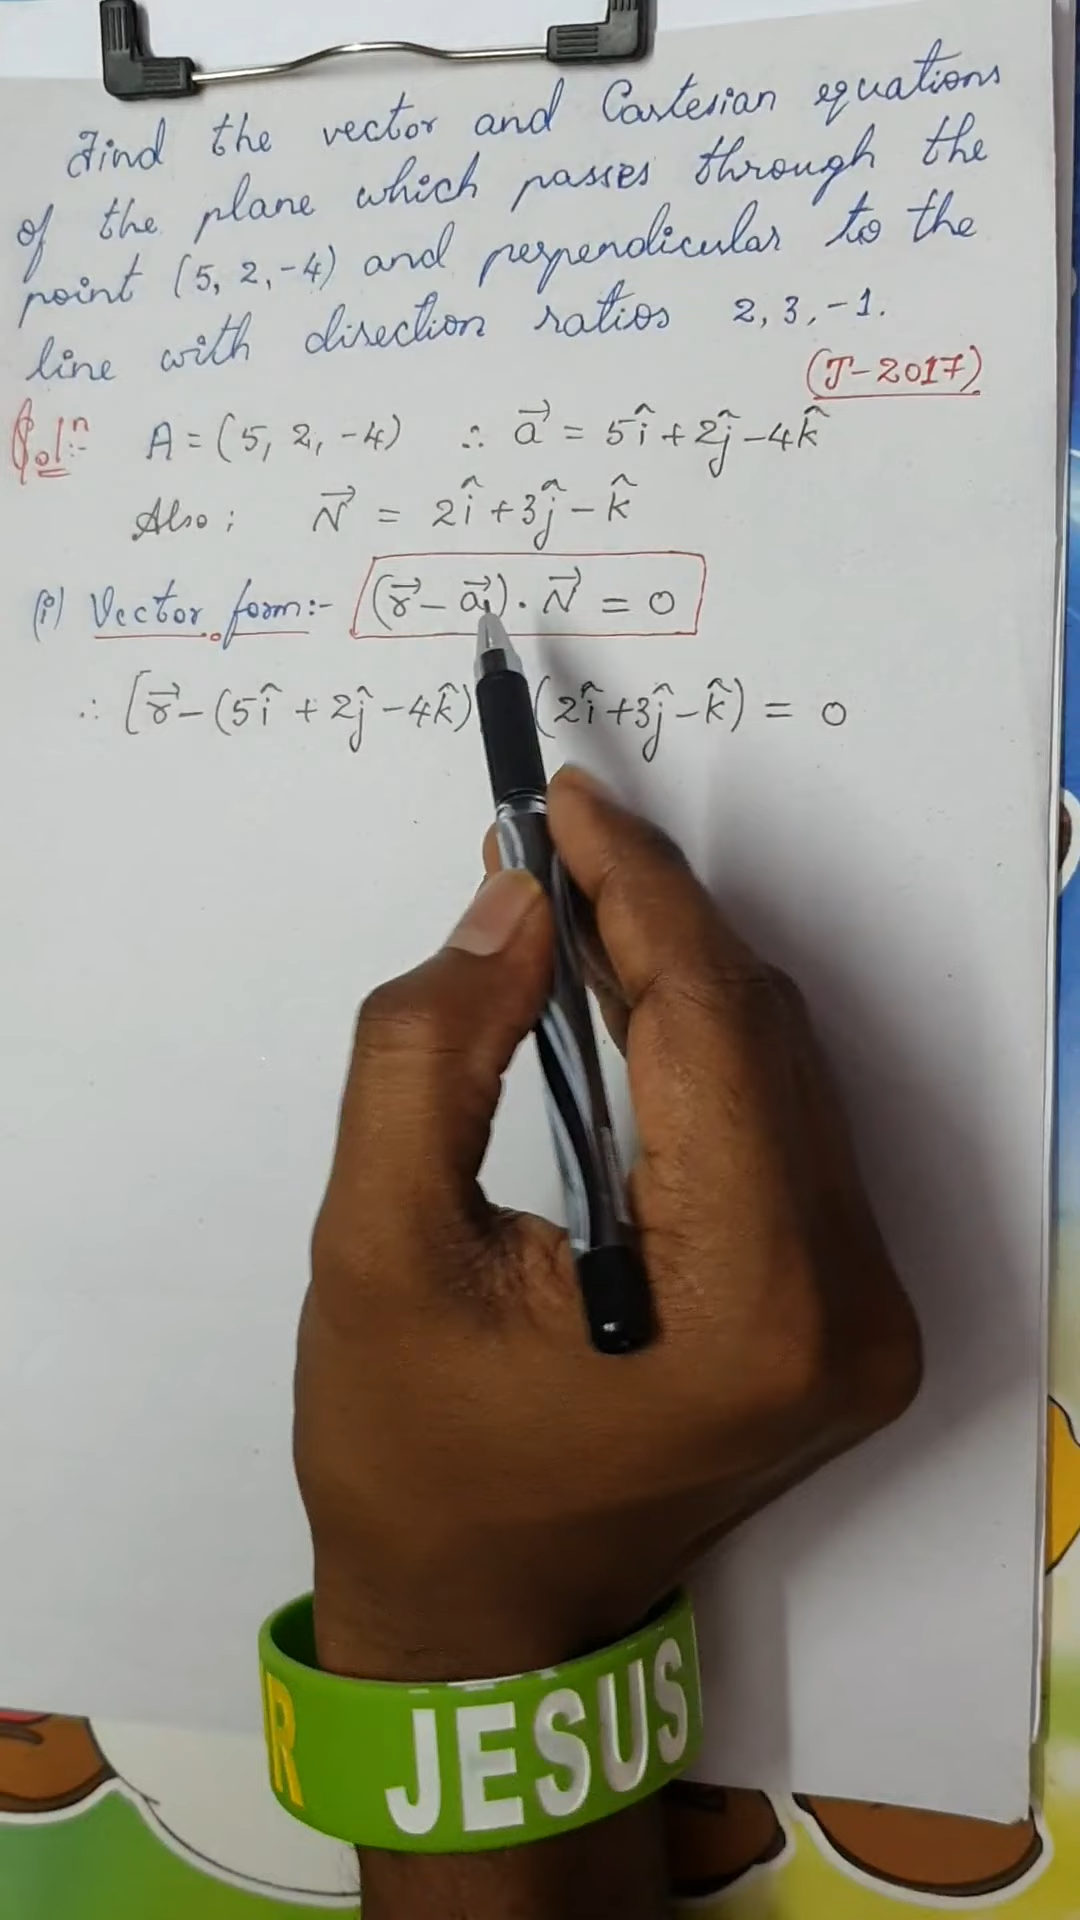 Find the vector and Cartesian equations
of the plane which passes through the
point (5, 2, -4) and perpendicular to the
line with direction ratios 2, 3, -1.
(J-2017)
Soln:- A = (5, 2, -4) ∴ a⃗ = 5î + 2ĵ - 4k̂
Also; N⃗ = 2î + 3ĵ - k̂
(i) Vector form:- (r⃗ - a⃗) · N⃗ = 0
∴ [r⃗ - (5î + 2ĵ - 4k̂) (2î + 3ĵ - k̂) = 0
R JESUS